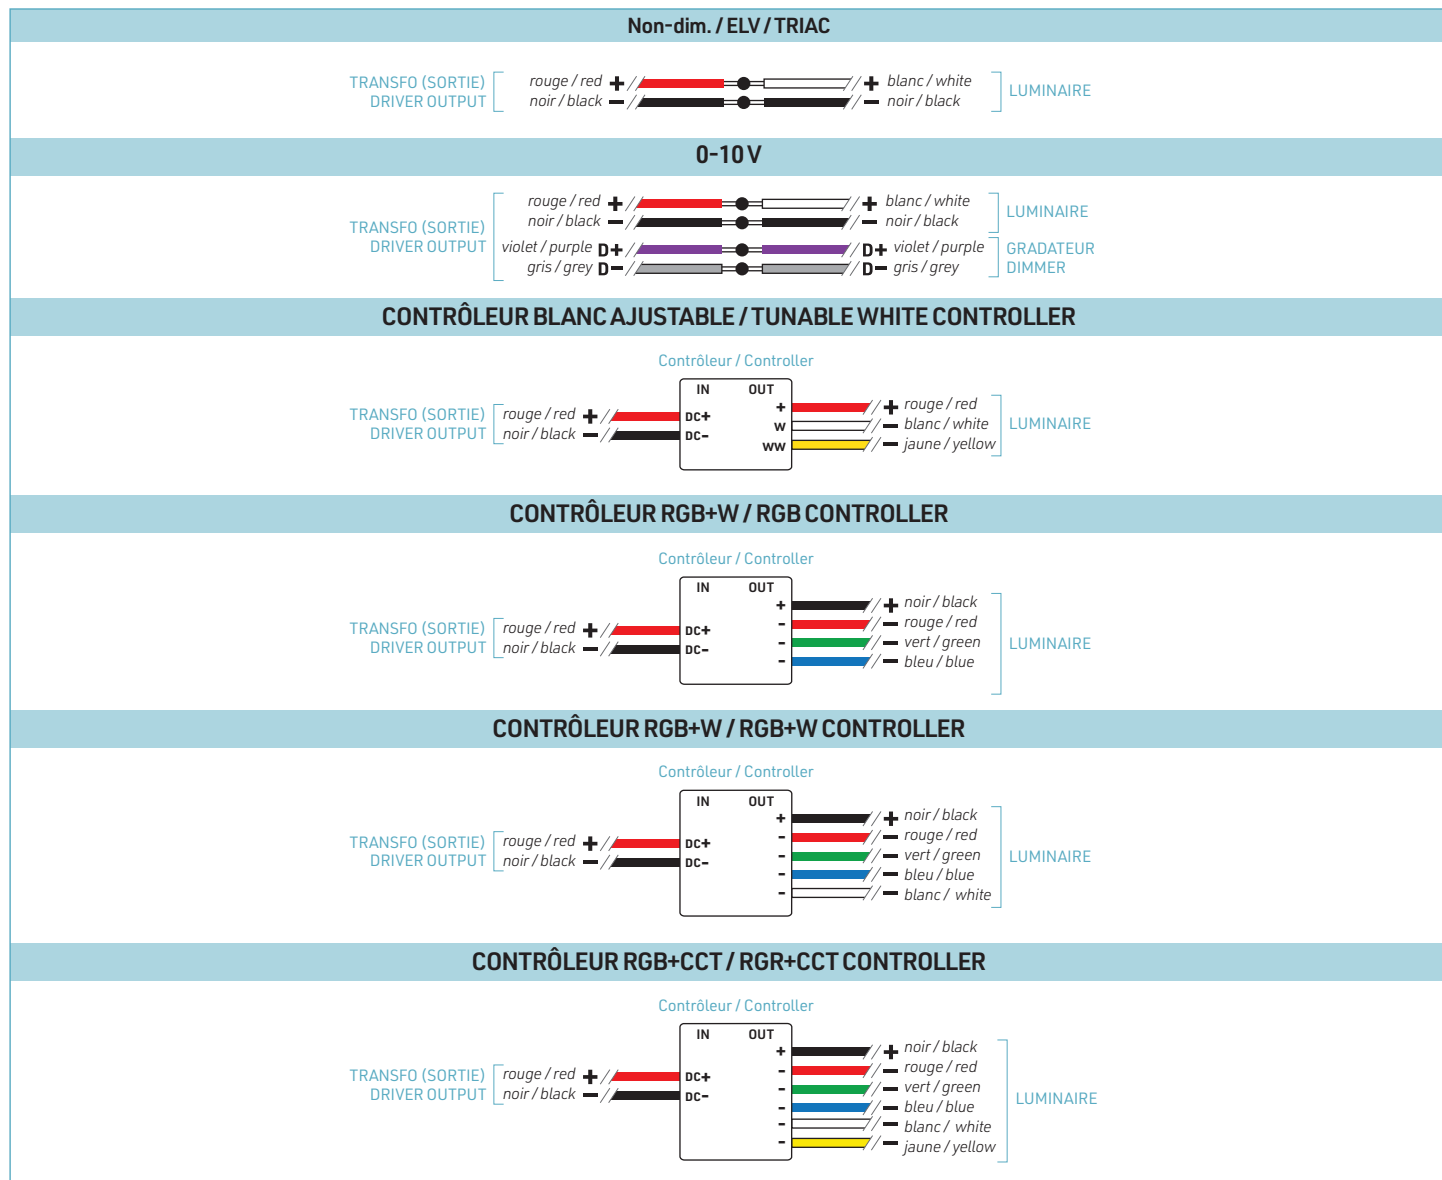 Non-dim. / ELV / TRIAC
TRANSFO (SORTIE)
DRIVER OUTPUT
rouge / red +
noir / black −
+ blanc / white
− noir / black
LUMINAIRE
0-10 V
TRANSFO (SORTIE)
DRIVER OUTPUT
rouge / red +
noir / black −
violet / purple D+
gris / grey D−
+ blanc / white
− noir / black
D+ violet / purple
D− gris / grey
LUMINAIRE
GRADATEUR
DIMMER
CONTRÔLEUR BLANC AJUSTABLE / TUNABLE WHITE CONTROLLER
Contrôleur / Controller
TRANSFO (SORTIE)
DRIVER OUTPUT
rouge / red +
noir / black −
IN OUT
DC+
DC-
+
W
WW
+ rouge / red
− blanc / white
− jaune / yellow
LUMINAIRE
CONTRÔLEUR RGB+W / RGB CONTROLLER
Contrôleur / Controller
TRANSFO (SORTIE)
DRIVER OUTPUT
rouge / red +
noir / black −
IN OUT
DC+
DC-
+
-
-
-
+ noir / black
− rouge / red
− vert / green
− bleu / blue
LUMINAIRE
CONTRÔLEUR RGB+W / RGB+W CONTROLLER
Contrôleur / Controller
TRANSFO (SORTIE)
DRIVER OUTPUT
rouge / red +
noir / black −
IN OUT
DC+
DC-
+
-
-
-
-
+ noir / black
− rouge / red
− vert / green
− bleu / blue
− blanc / white
LUMINAIRE
CONTRÔLEUR RGB+CCT / RGR+CCT CONTROLLER
Contrôleur / Controller
TRANSFO (SORTIE)
DRIVER OUTPUT
rouge / red +
noir / black −
IN OUT
DC+
DC-
+
-
-
-
-
-
+ noir / black
− rouge / red
− vert / green
− bleu / blue
− blanc / white
− jaune / yellow
LUMINAIRE